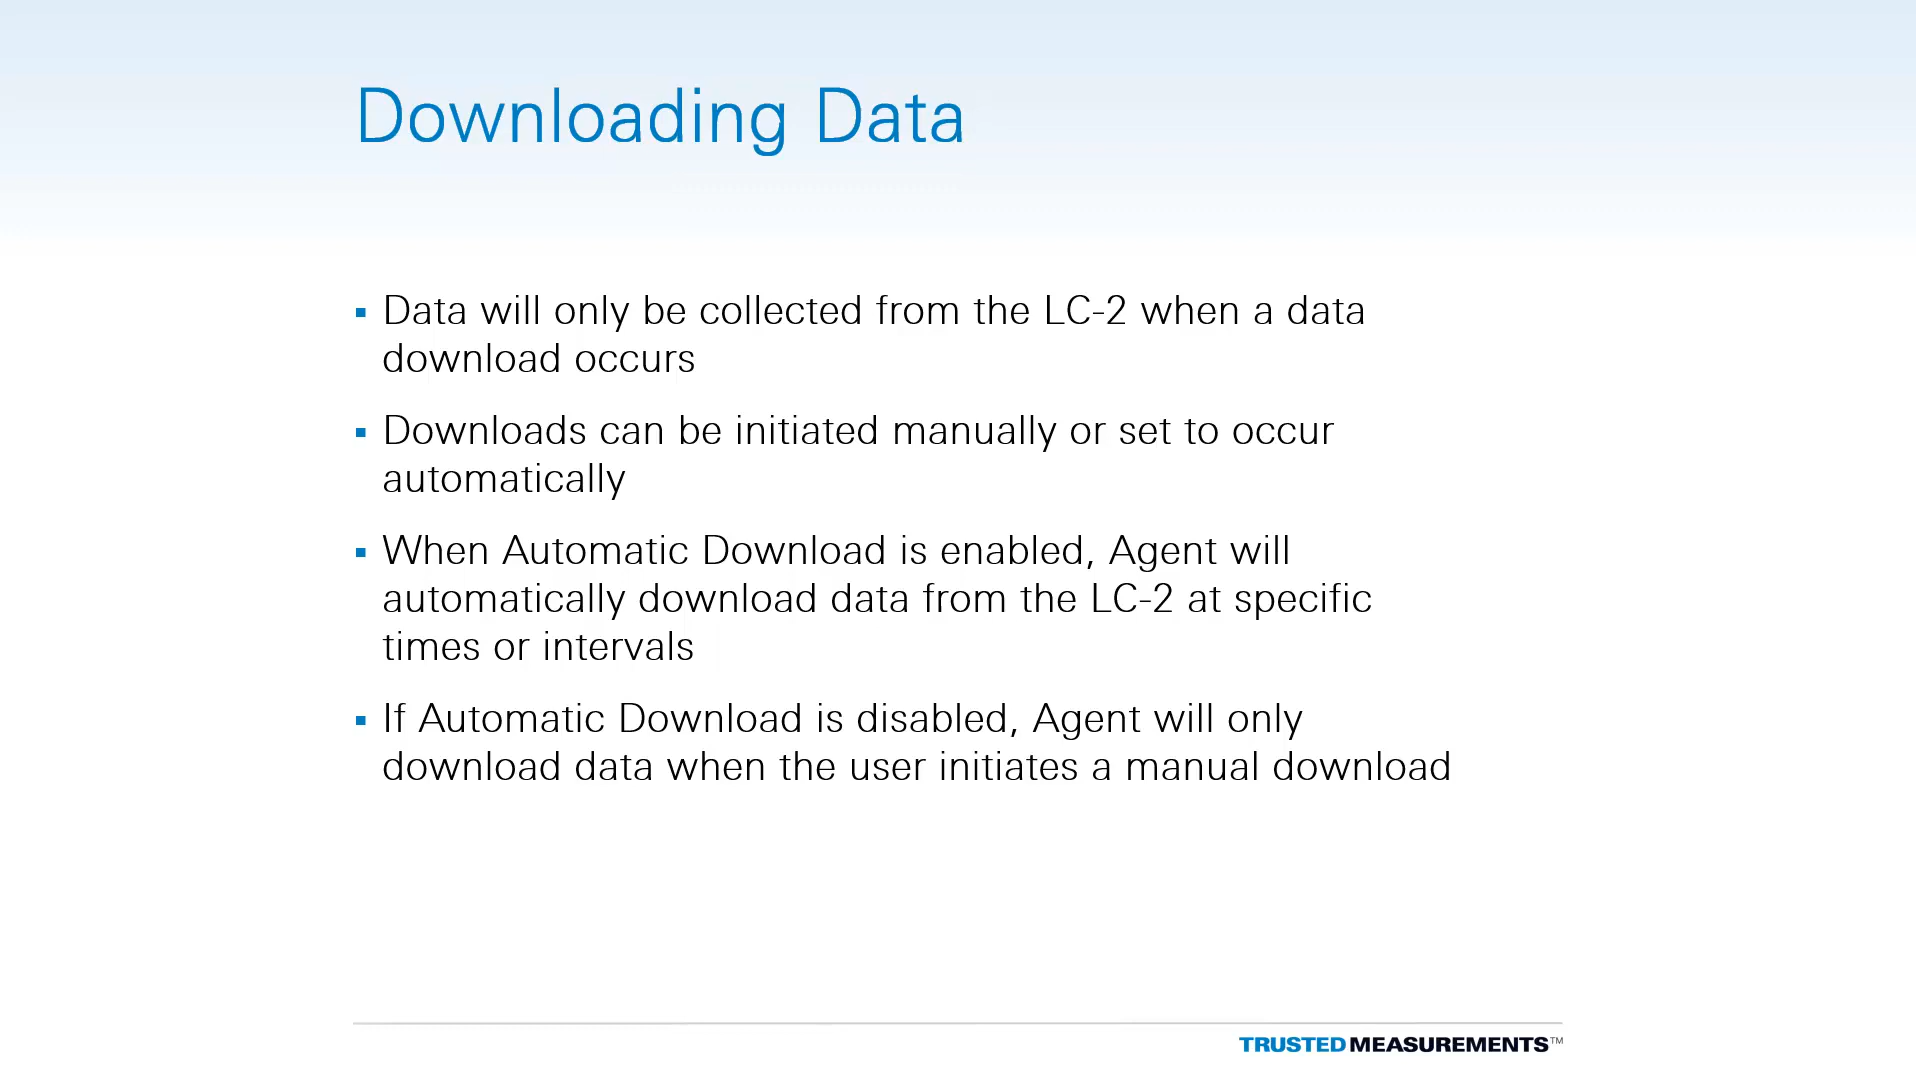 Downloading Data
▪ Data will only be collected from the LC-2 when a data
download occurs
▪ Downloads can be initiated manually or set to occur
automatically
▪ When Automatic Download is enabled, Agent will
automatically download data from the LC-2 at specific
times or intervals
▪ If Automatic Download is disabled, Agent will only
download data when the user initiates a manual download
TRUSTED MEASUREMENTS™